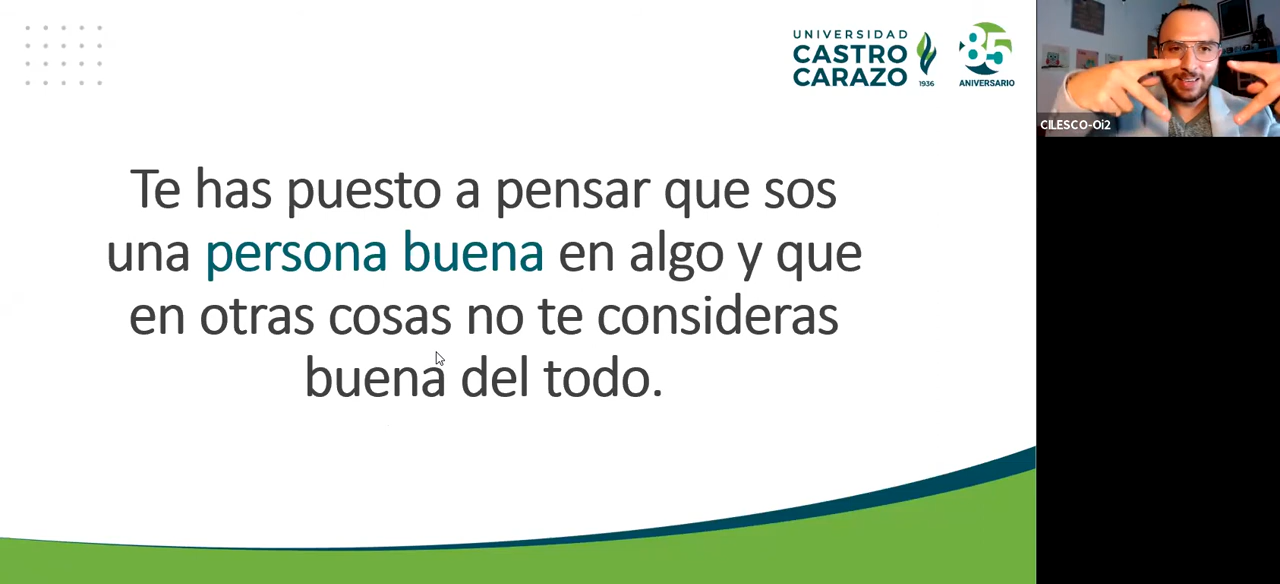 UNIVERSIDAD
CASTRO
CARAZO
1936
85
ANIVERSARIO
CILESCO-Oi2
Te has puesto a pensar que sos
una persona buena en algo y que
en otras cosas no te consideras
buena del todo.